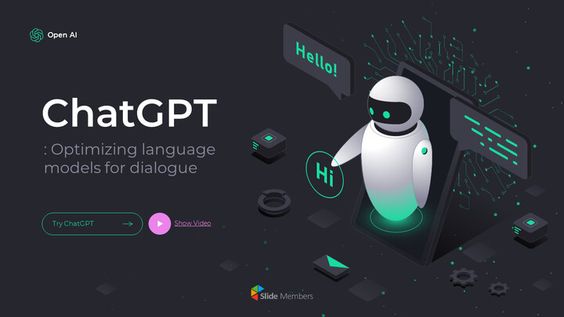 Open AI
Hello!
ChatGPT
: Optimizing language
models for dialogue
Hi
Try ChatGPT
Show Video
Slide Members